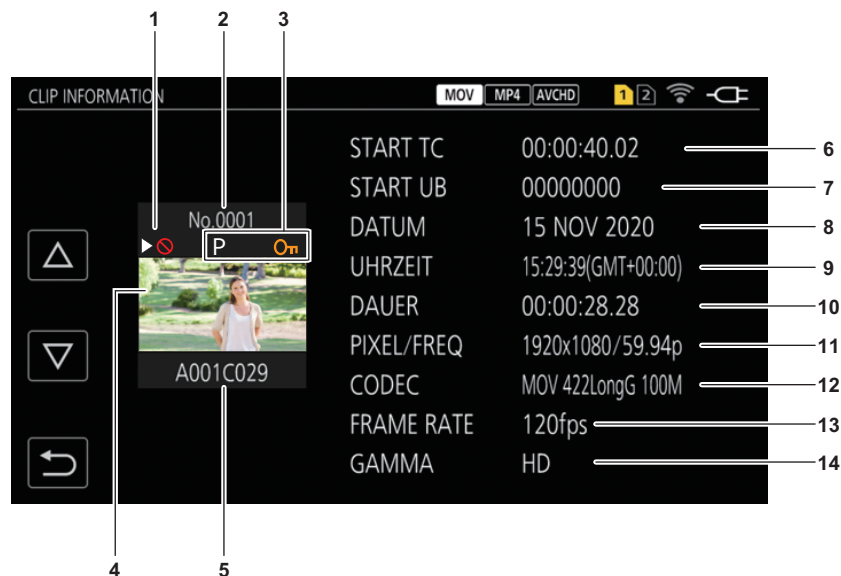 1 2 3
CLIP INFORMATION MOV MP4 AVCHD 1 2
START TC 00:00:40.02 6
START UB 00000000 7
No.0001
P
DATUM 15 NOV 2020 8
UHRZEIT 15:29:39(GMT+00:00) 9
DAUER 00:00:28.28 10
PIXEL/FREQ 1920x1080/59.94p 11
A001C029
CODEC MOV 422LongG 100M 12
FRAME RATE 120fps 13
GAMMA HD 14
4 5